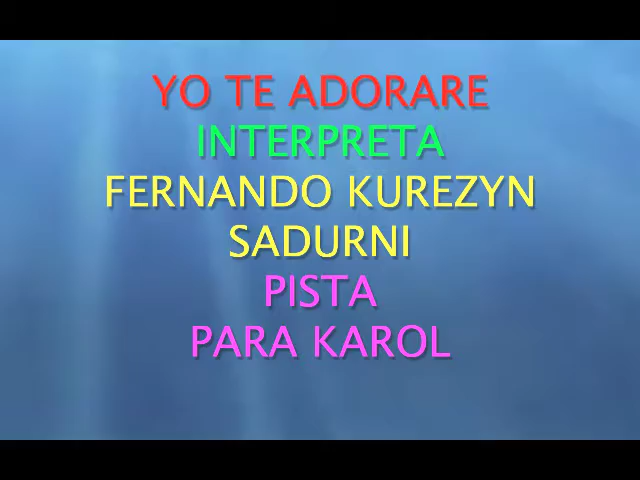 YO TE ADORARE
INTERPRETA
FERNANDO KUREZYN
SADURNI
PISTA
PARA KAROL